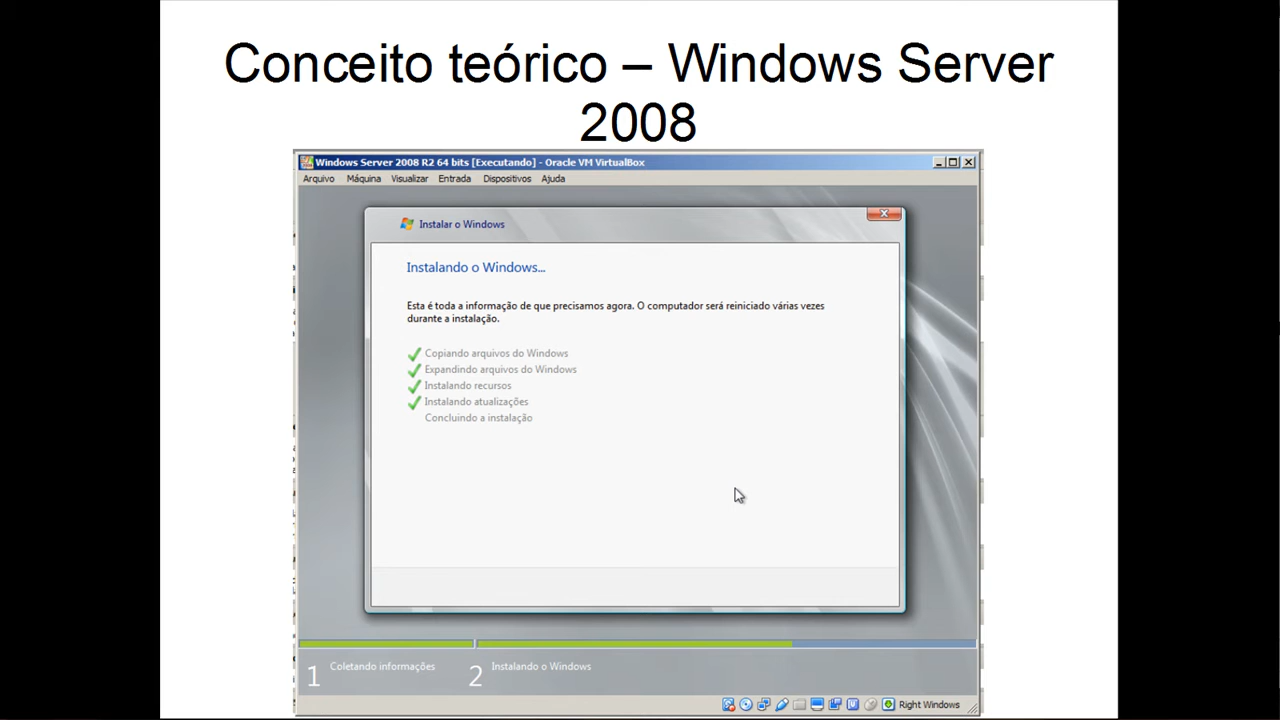 Conceito teórico – Windows Server
2008
Windows Server 2008 R2 64 bits [Executando] - Oracle VM VirtualBox
Arquivo Máquina Visualizar Entrada Dispositivos Ajuda
Instalar o Windows
Instalando o Windows...
Esta é toda a informação de que precisamos agora. O computador será reiniciado várias vezes
durante a instalação.
Copiando arquivos do Windows
Expandindo arquivos do Windows
Instalando recursos
Instalando atualizações
Concluindo a instalação
1 Coletando informações 2 Instalando o Windows
Right Windows